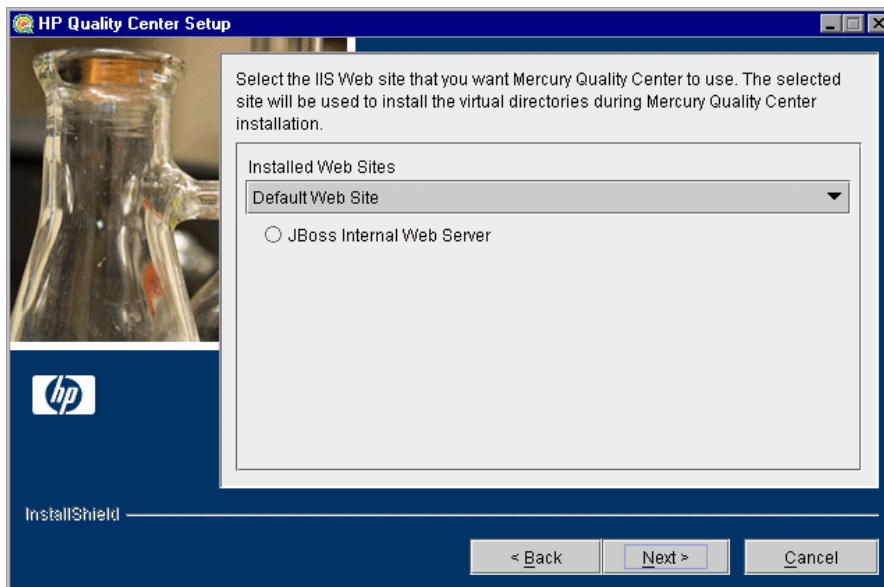 HP Quality Center Setup
Select the IIS Web site that you want Mercury Quality Center to use. The selected
site will be used to install the virtual directories during Mercury Quality Center
installation.
Installed Web Sites
Default Web Site
JBoss Internal Web Server
hp
InstallShield
< Back
Next >
Cancel